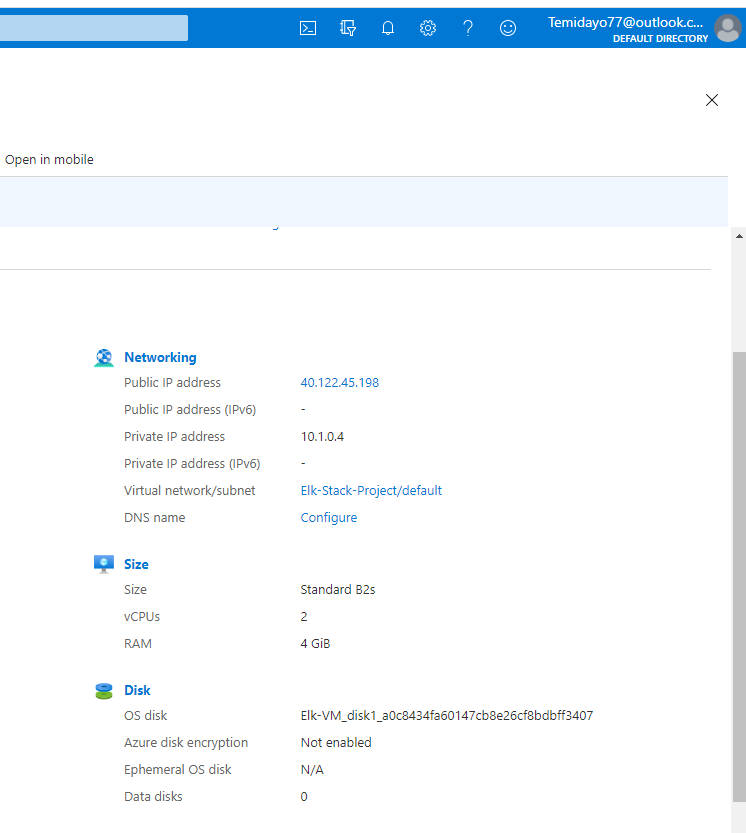 Temidayo77@outlook.c...
DEFAULT DIRECTORY
Open in mobile
Networking
Public IP address 40.122.45.198
Public IP address (IPv6) -
Private IP address 10.1.0.4
Private IP address (IPv6) -
Virtual network/subnet Elk-Stack-Project/default
DNS name Configure
Size
Size Standard B2s
vCPUs 2
RAM 4 GiB
Disk
OS disk Elk-VM_disk1_a0c8434fa60147cb8e26cf8bdbff3407
Azure disk encryption Not enabled
Ephemeral OS disk N/A
Data disks 0